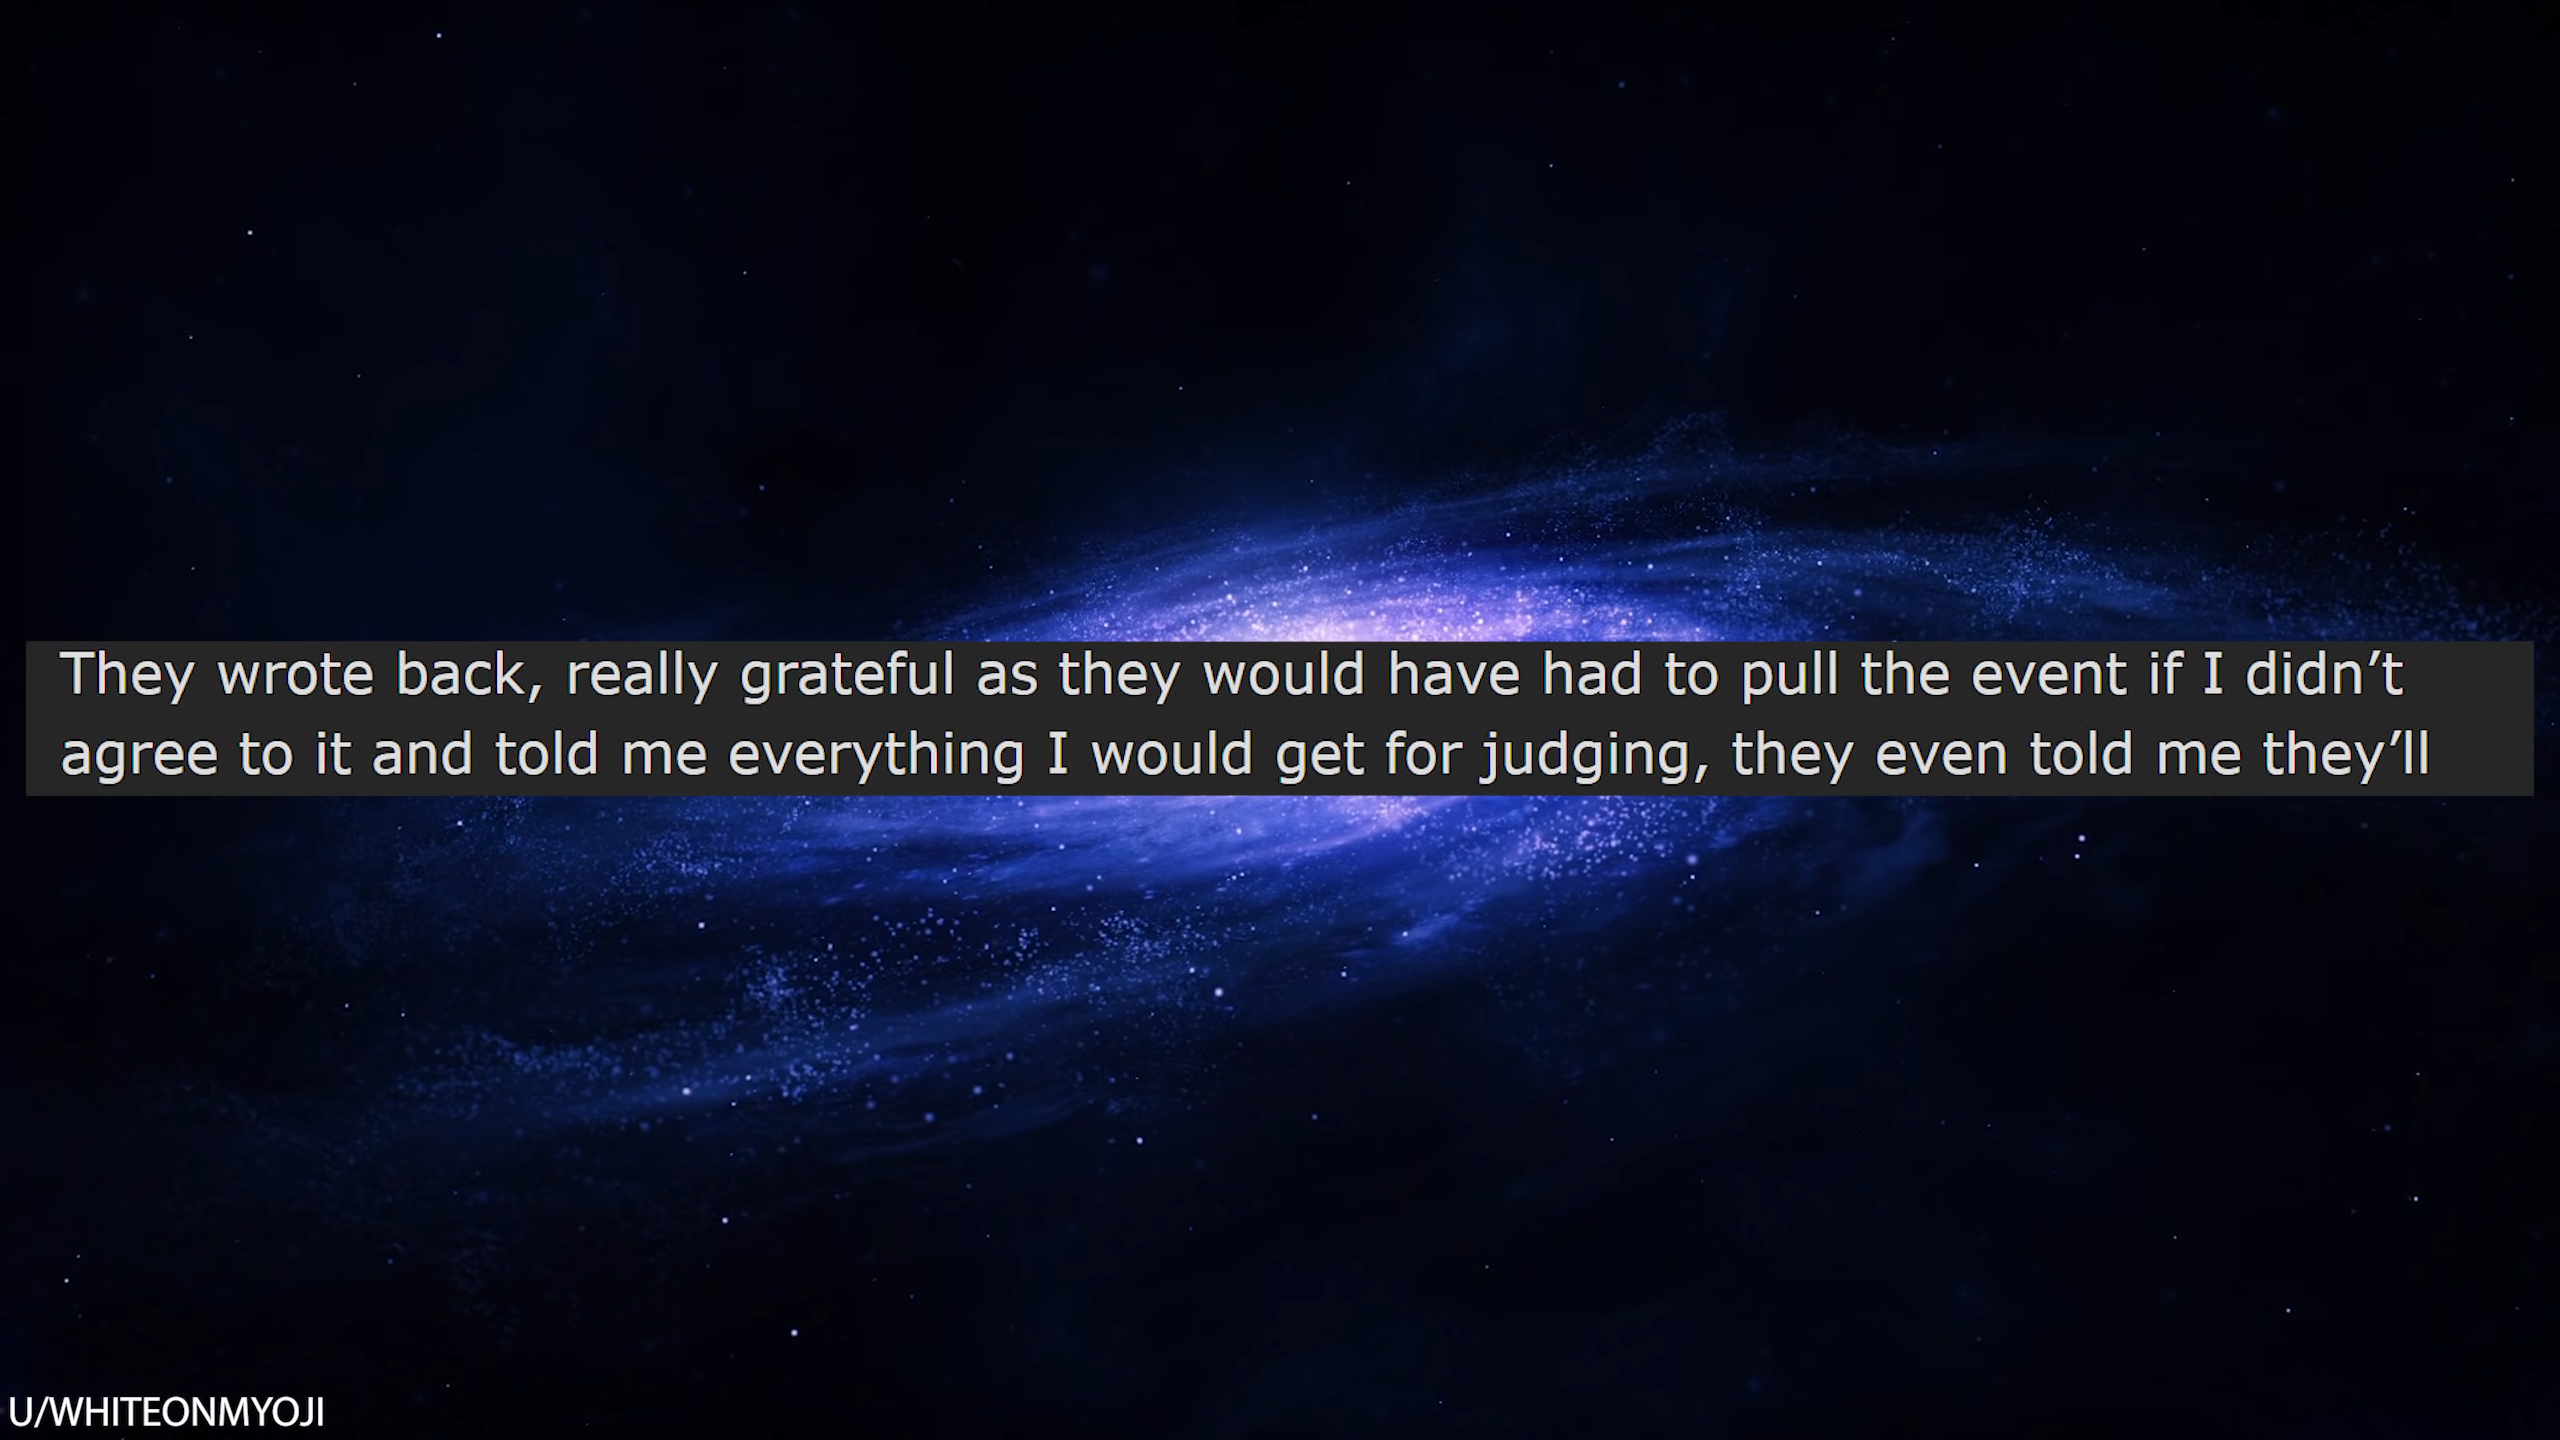 They wrote back, really grateful as they would have had to pull the event if I didn’t
agree to it and told me everything I would get for judging, they even told me they’ll
U/WHITEONMYOJI